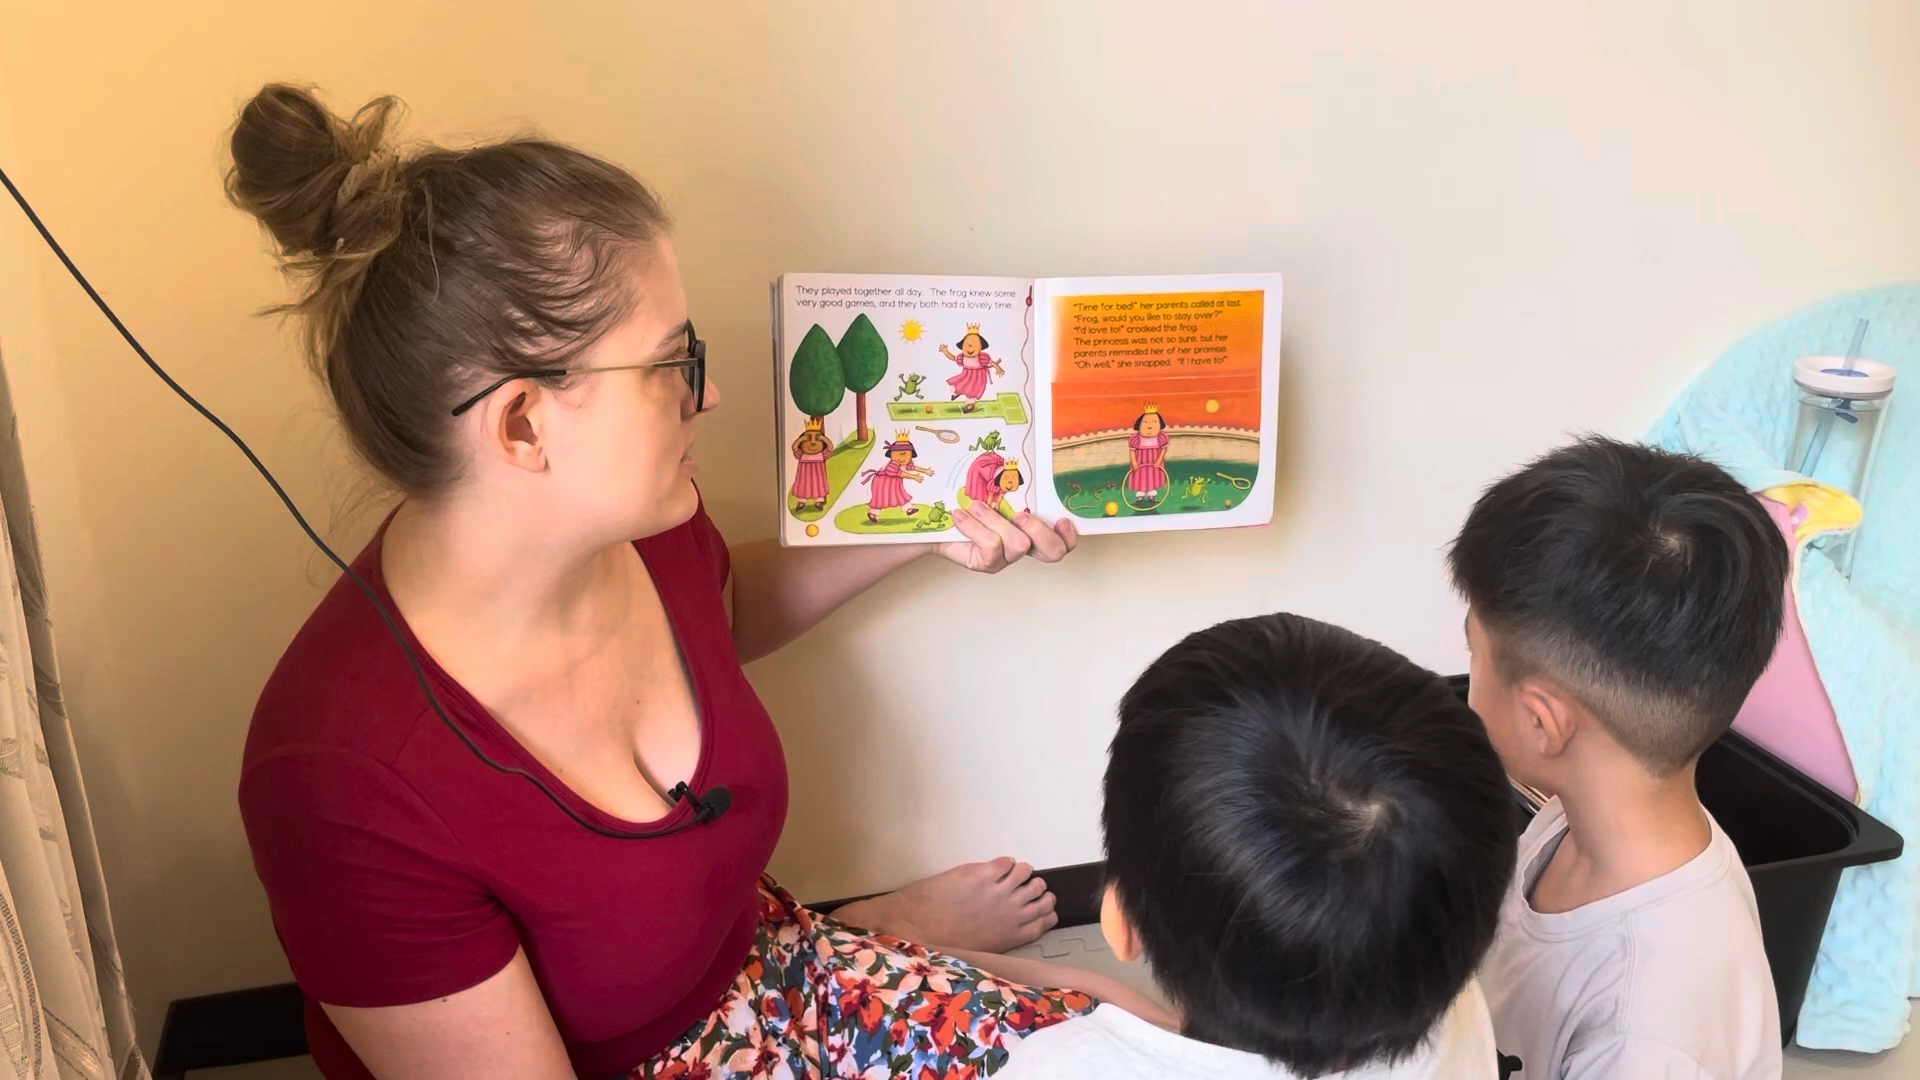 They played together all day. The frog knew some
very good games, and they both had a lovely time.
"Time for bed!" her parents called at last.
"Frog, would you like to stay over?"
"I'd love to!" croaked the frog.
The princess was not so sure, but her
parents reminded her of her promise.
"Oh well," she snapped. "If I have to!"